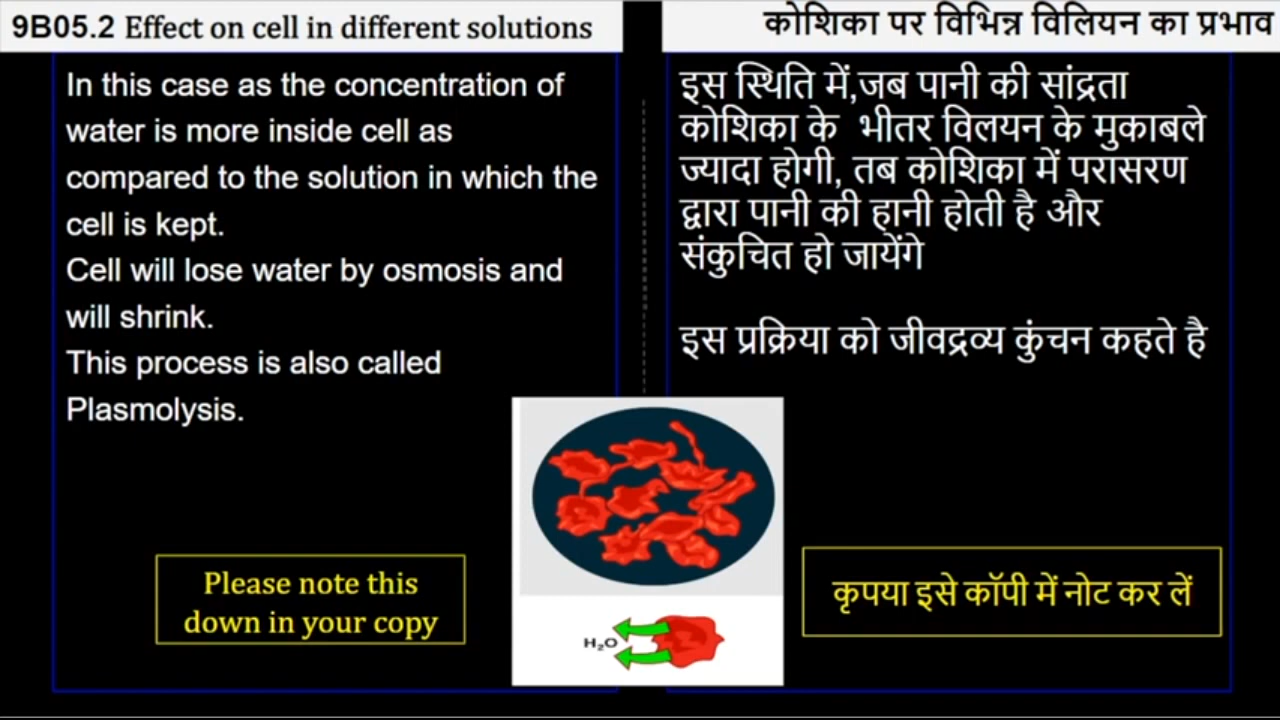 9B05.2 Effect on cell in different solutions
कोशिका पर विभिन्न विलियन का प्रभाव
In this case as the concentration of
water is more inside cell as
compared to the solution in which the
cell is kept.
Cell will lose water by osmosis and
will shrink.
This process is also called
Plasmolysis.
इस स्थिति में,जब पानी की सांद्रता
कोशिका के भीतर विलयन के मुकाबले
ज्यादा होगी, तब कोशिका में परासरण
द्वारा पानी की हानी होती है और
संकुचित हो जायेंगे
इस प्रक्रिया को जीवद्रव्य कुंचन कहते है
Please note this
down in your copy
H₂O
कृपया इसे कॉपी में नोट कर लें